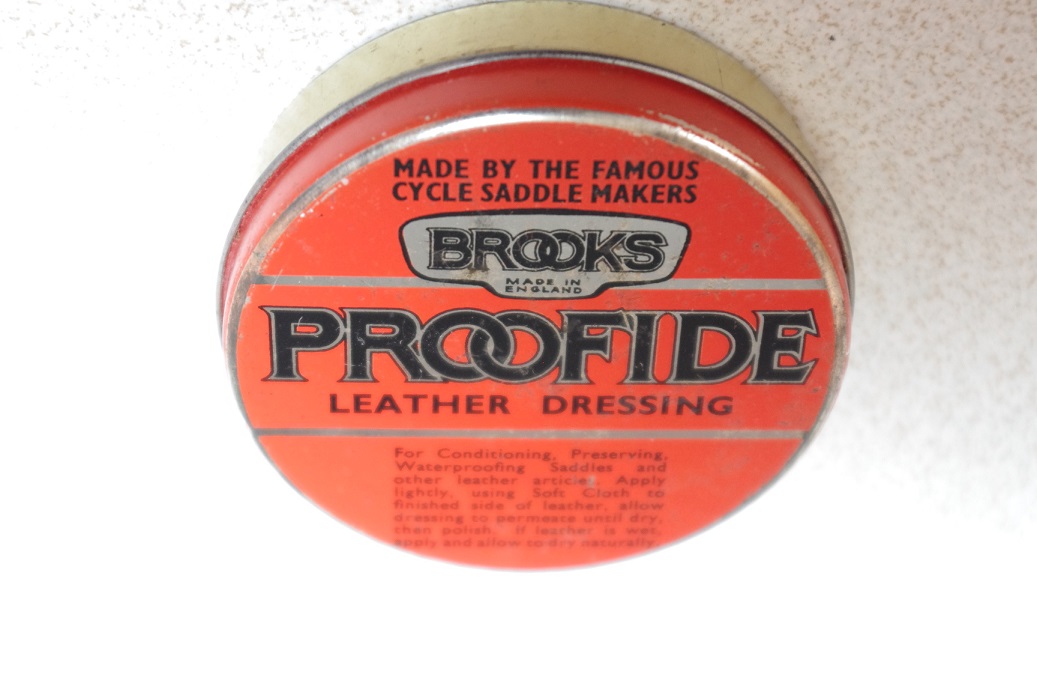 MADE BY THE FAMOUS
CYCLE SADDLE MAKERS
BROOKS
MADE IN
ENGLAND
PROOFIDE
LEATHER DRESSING
For Conditioning, Preserving,
Waterproofing Saddles and
other leather articles. Apply
lightly, using Soft Cloth to
finished side of leather, allow
dressing to permeate until dry,
then polish. If leather is wet,
apply and allow to dry naturally.